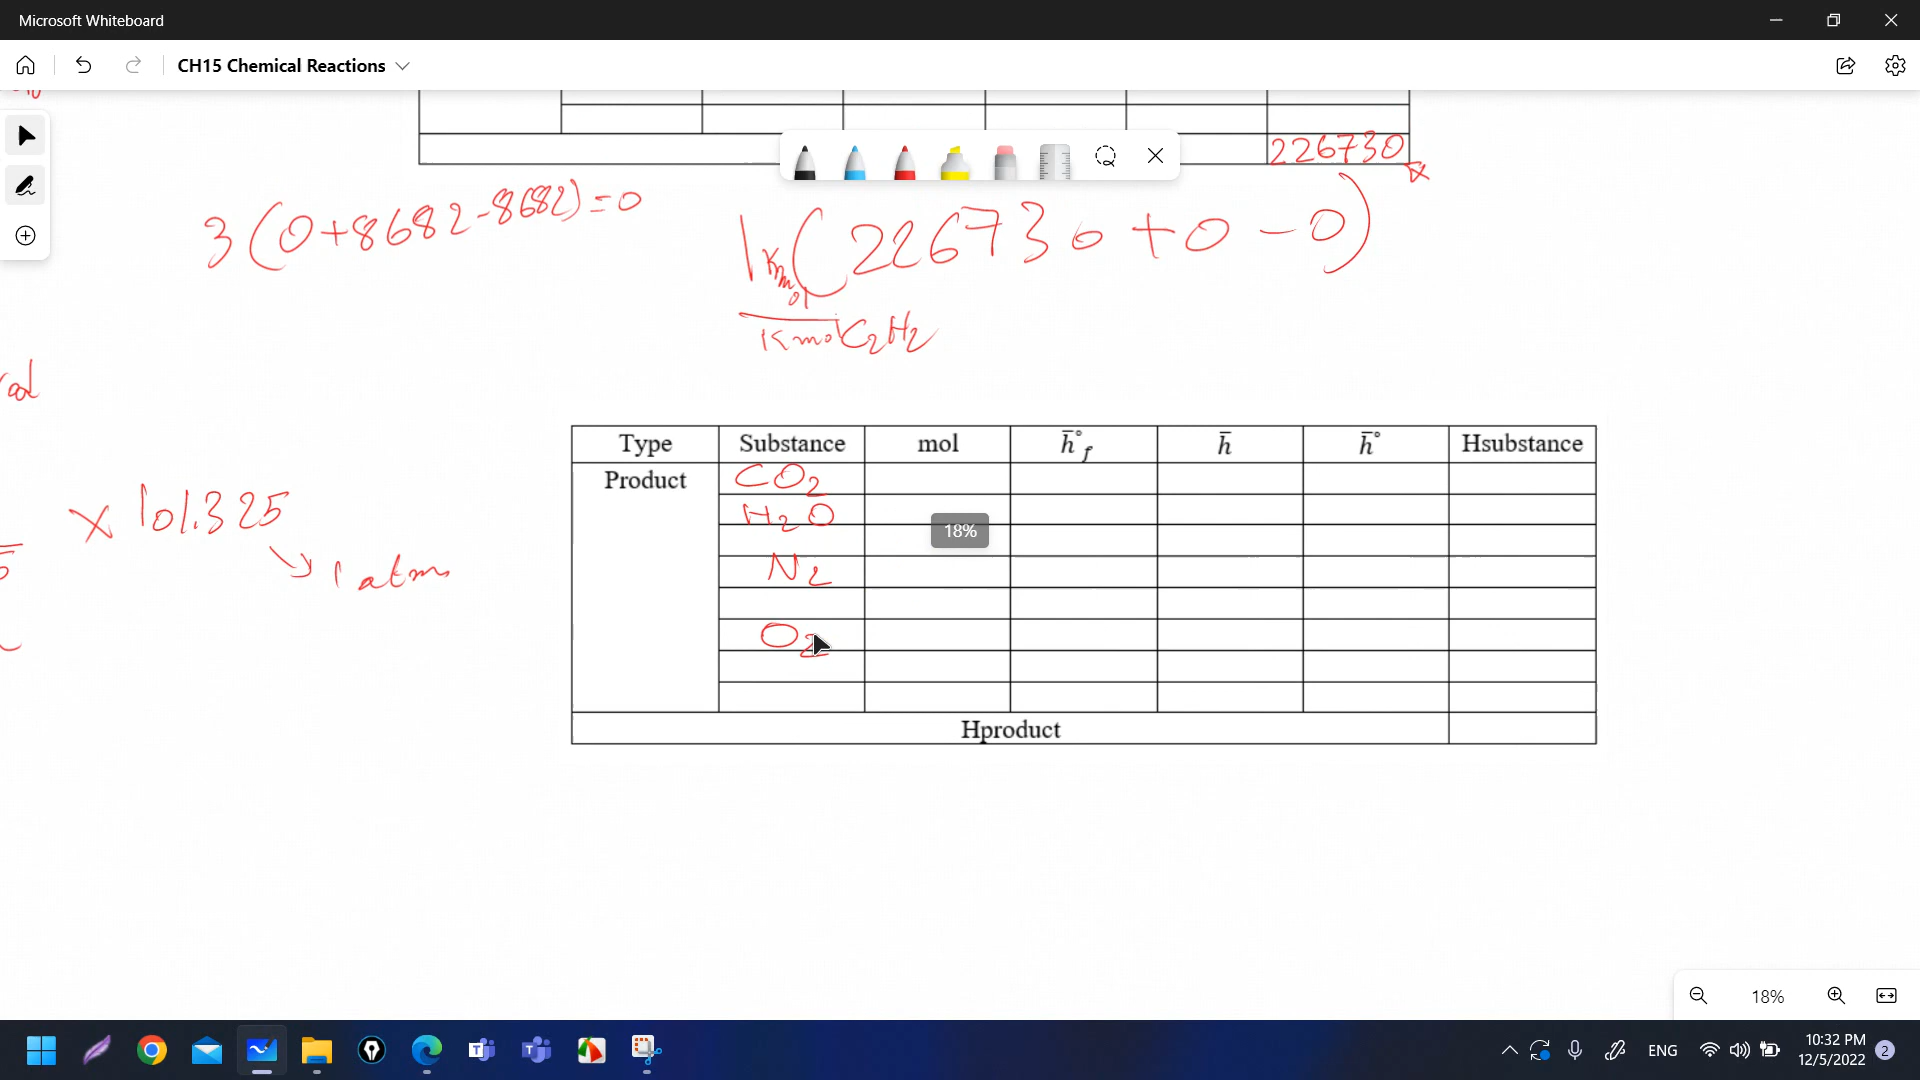 Microsoft Whiteboard
CH15 Chemical Reactions
226730
3(0+8682-8682)=0
1Kmol(226730+0-0)
KmolC2H2
x 101.325
1 atm
Type Substance mol h̄°f h̄ h̄° Hsubstance
Product CO2
H2O
18%
N2
O2
Hproduct
18%
ENG
10:32 PM
12/5/2022
2